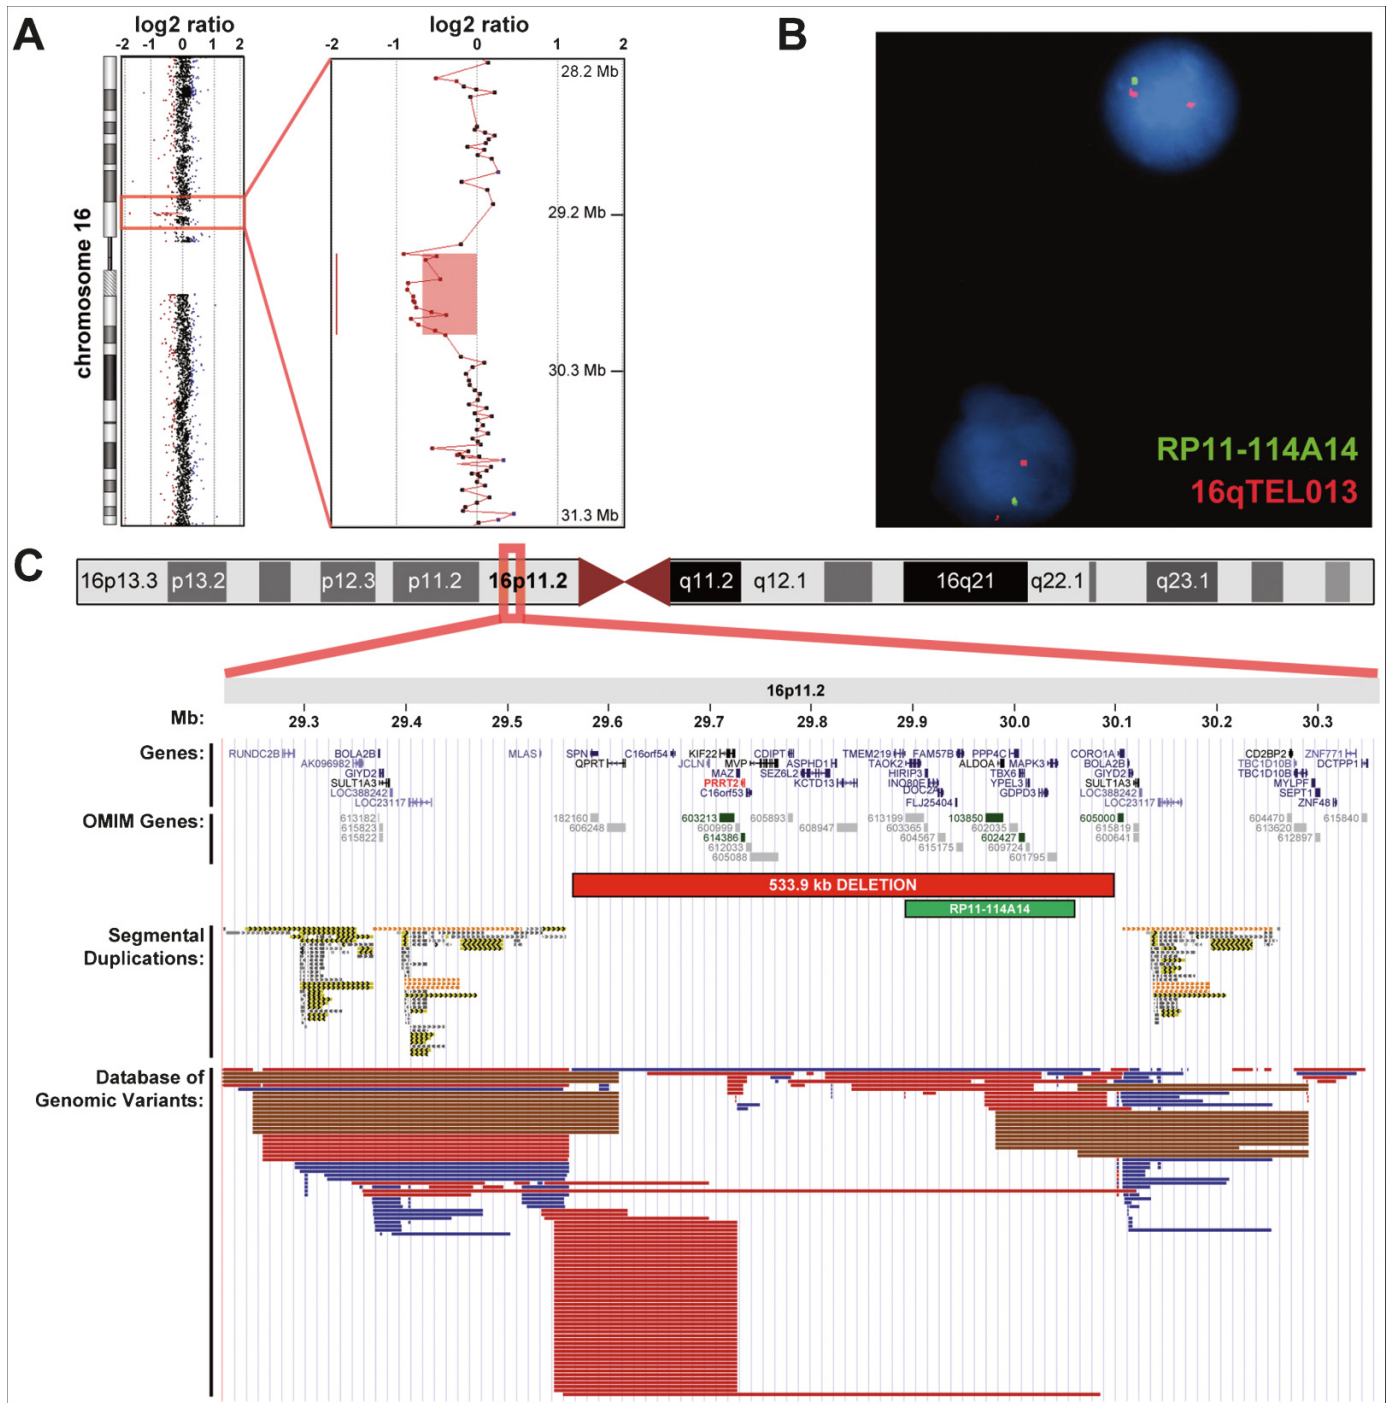 A
log2 ratio
-2 -1 0 1 2
log2 ratio
-2 -1 0 1 2
chromosome 16
28.2 Mb
29.2 Mb
30.3 Mb
31.3 Mb
B
RP11-114A14
16qTEL013
C
16p13.3 p13.2 p12.3 p11.2 16p11.2 q11.2 q12.1 16q21 q22.1 q23.1
16p11.2
Mb: 29.3 29.4 29.5 29.6 29.7 29.8 29.9 30.0 30.1 30.2 30.3
Genes:
RUNDC2B BOLA2B MLAS SPN C16orf54 KIF22 CDIPT TMEM219 FAM57B PPP4C CORO1A CD2BP2 ZNF771
AK096982 QPRT JCLN MVP ASPHD1 TAOK2 ALDOA MAPK3 BOLA2B TBC1D10B DCTPP1
GIYD2 MAZ SEZ6L2 HIRIP3 TBX6 GIYD2 TBC1D10B
SULT1A3 PRRT2 KCTD13 INO80E YPEL3 SULT1A3 MYLPF
LOC388242 C16orf53 DOC2A GDPD3 LOC388242 SEPT1
LOC23117 FLJ25404 LOC23117 ZNF48
OMIM Genes:
613182 182160 603213 605893 613199 103850 605000 604470 615840
615823 606248 600999 608947 603365 602035 615819 613620
615822 614386 604567 602427 600641 612897
612033 615175 609724
605088 601795
533.9 kb DELETION
RP11-114A14
Segmental
Duplications:
Database of
Genomic Variants: